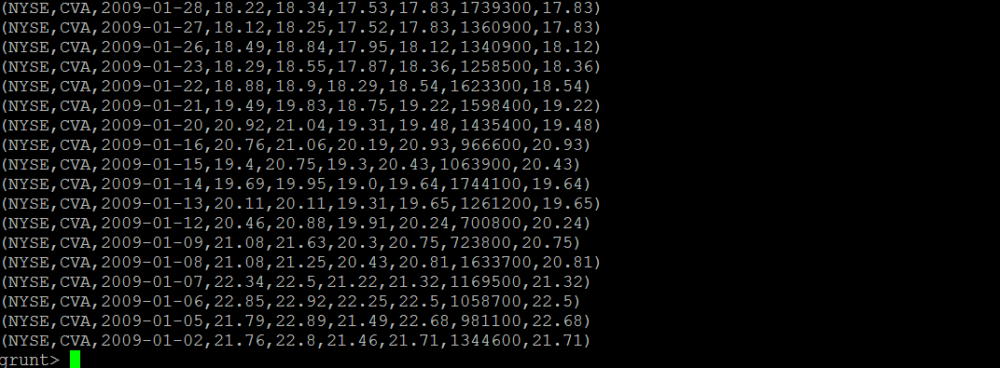 (NYSE,CVA,2009-01-28,18.22,18.34,17.53,17.83,1739300,17.83)
(NYSE,CVA,2009-01-27,18.12,18.25,17.52,17.83,1360900,17.83)
(NYSE,CVA,2009-01-26,18.49,18.84,17.95,18.12,1340900,18.12)
(NYSE,CVA,2009-01-23,18.29,18.55,17.87,18.36,1258500,18.36)
(NYSE,CVA,2009-01-22,18.88,18.9,18.29,18.54,1623300,18.54)
(NYSE,CVA,2009-01-21,19.49,19.83,18.75,19.22,1598400,19.22)
(NYSE,CVA,2009-01-20,20.92,21.04,19.31,19.48,1435400,19.48)
(NYSE,CVA,2009-01-16,20.76,21.06,20.19,20.93,966600,20.93)
(NYSE,CVA,2009-01-15,19.4,20.75,19.3,20.43,1063900,20.43)
(NYSE,CVA,2009-01-14,19.69,19.95,19.0,19.64,1744100,19.64)
(NYSE,CVA,2009-01-13,20.11,20.11,19.31,19.65,1261200,19.65)
(NYSE,CVA,2009-01-12,20.46,20.88,19.91,20.24,700800,20.24)
(NYSE,CVA,2009-01-09,21.08,21.63,20.3,20.75,723800,20.75)
(NYSE,CVA,2009-01-08,21.08,21.25,20.43,20.81,1633700,20.81)
(NYSE,CVA,2009-01-07,22.34,22.5,21.22,21.32,1169500,21.32)
(NYSE,CVA,2009-01-06,22.85,22.92,22.25,22.5,1058700,22.5)
(NYSE,CVA,2009-01-05,21.79,22.89,21.49,22.68,981100,22.68)
(NYSE,CVA,2009-01-02,21.76,22.8,21.46,21.71,1344600,21.71)
grunt>